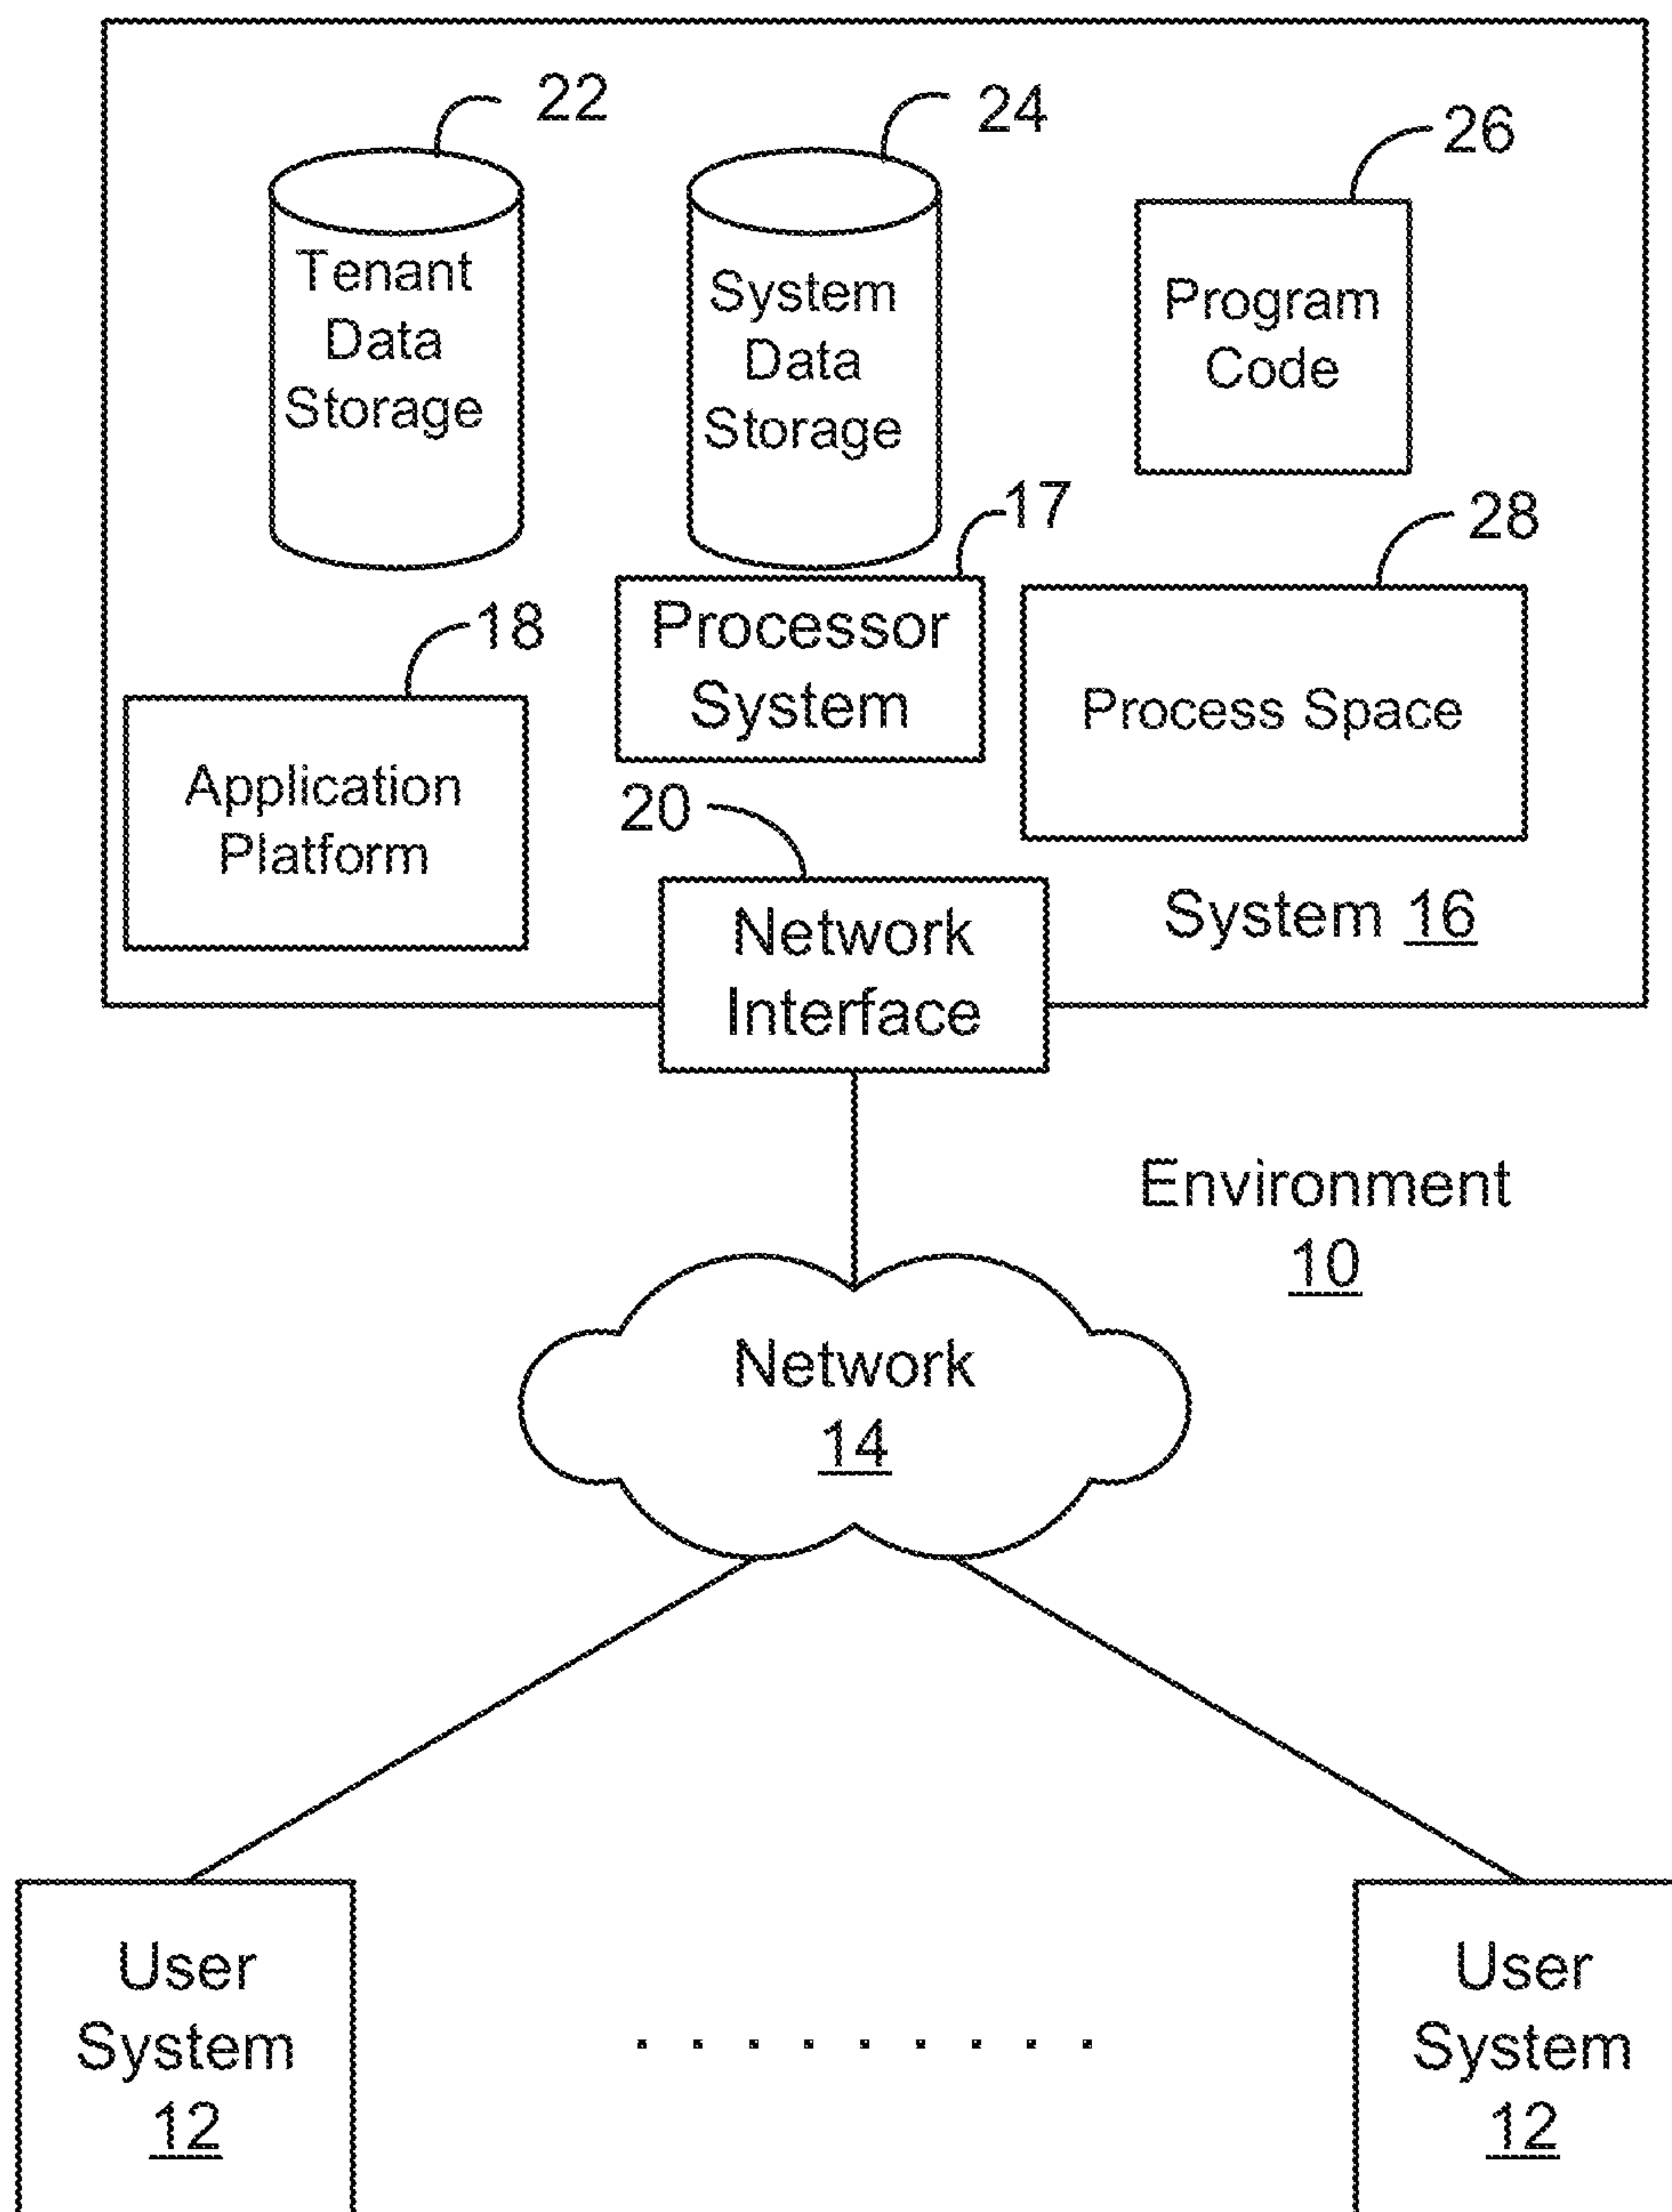 22
24
26
Tenant
Data
Storage
System
Data
Storage
Program
Code
17
28
18
Processor
System
Process Space
Application
Platform
20
Network
Interface
System 16
Environment
10
Network
14
User
System
12
User
System
12